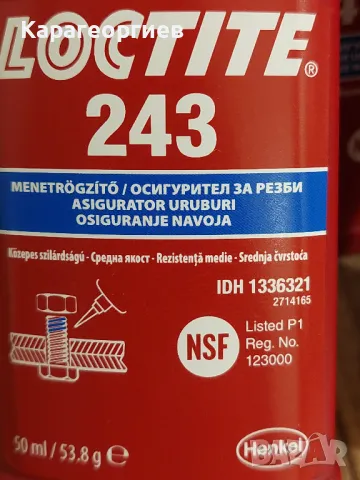 Карагеоргиев
LOCTITE®
243
MENETRÖGZÍTŐ / ОСИГУРИТЕЛ ЗА РЕЗБИ
ASIGURATOR URUBURI
OSIGURANJE NAVOJA
Közepes szilárdságú - Средна якост - Rezistență medie - Srednja čvrstoća
IDH 1336321
2714165
NSF
Listed P1
Reg. No.
123000
50 ml / 53.8 g ℮
Henkel
BAZAR